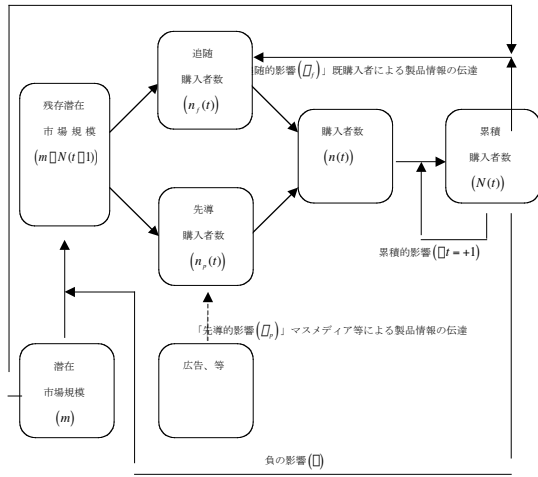 追随
購入者数
(n_f(t))
随的影響(□_f)」既購入者による製品情報の伝達
残存潜在
市場規模
(m□N(t□1))
購入者数
(n(t))
累積
購入者数
(N(t))
先導
購入者数
(n_p(t))
累積的影響(□t = +1)
「先導的影響(□_p)」マスメディア等による製品情報の伝達
潜在
市場規模
(m)
広告、等
負の影響(□)